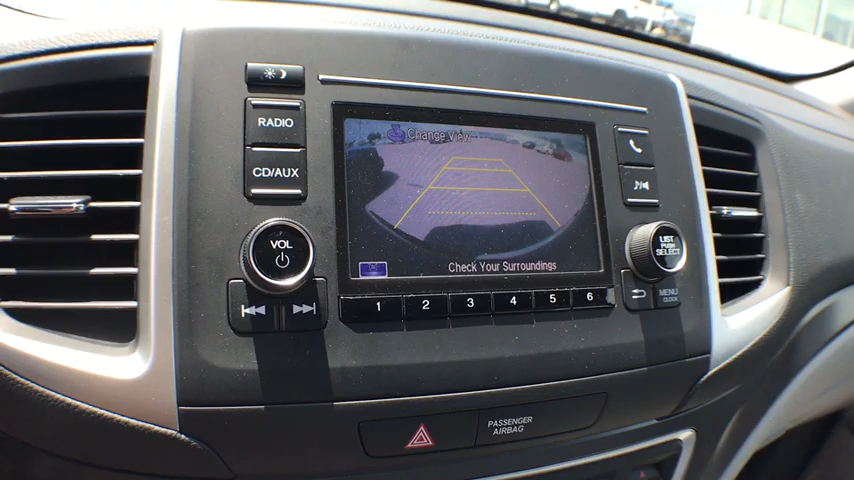 RADIO
CD/AUX
VOL
Change View
Check Your Surroundings
1 2 3 4 5 6
LIST
PUSH
SELECT
MENU
CLOCK
PASSENGER
AIRBAG